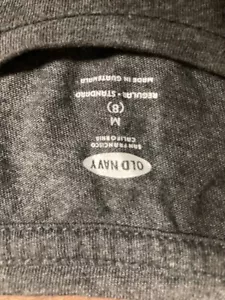 OLD NAVY
SAN FRANCISCO
CALIFORNIA
M
(8)
REGULAR • STANDARD
MADE IN GUATEMALA